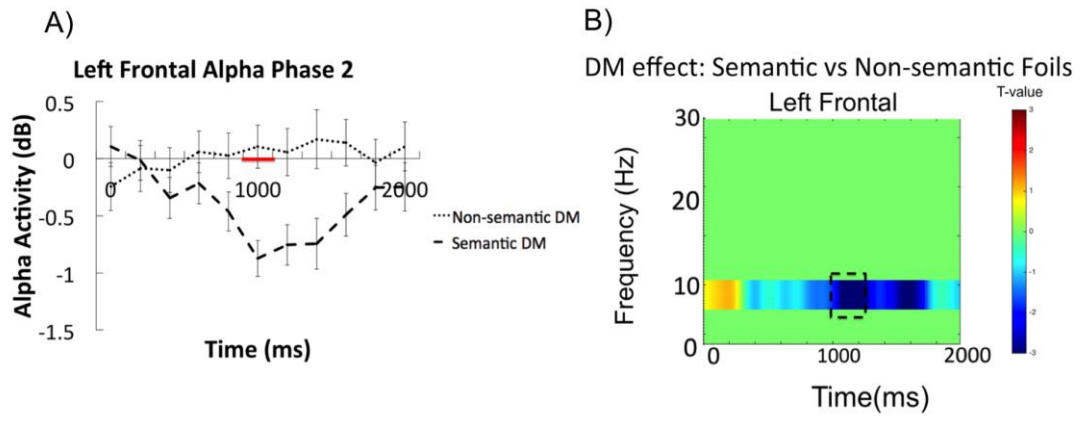 A)
Left Frontal Alpha Phase 2
Alpha Activity (dB)
0.5
0
-0.5
-1
-1.5
0
1000
2000
Non-semantic DM
Semantic DM
Time (ms)
B)
DM effect: Semantic vs Non-semantic Foils
Left Frontal
T-value
Frequency (Hz)
30
20
10
0
0
1000
2000
Time(ms)
3
2
1
0
-1
-2
-3